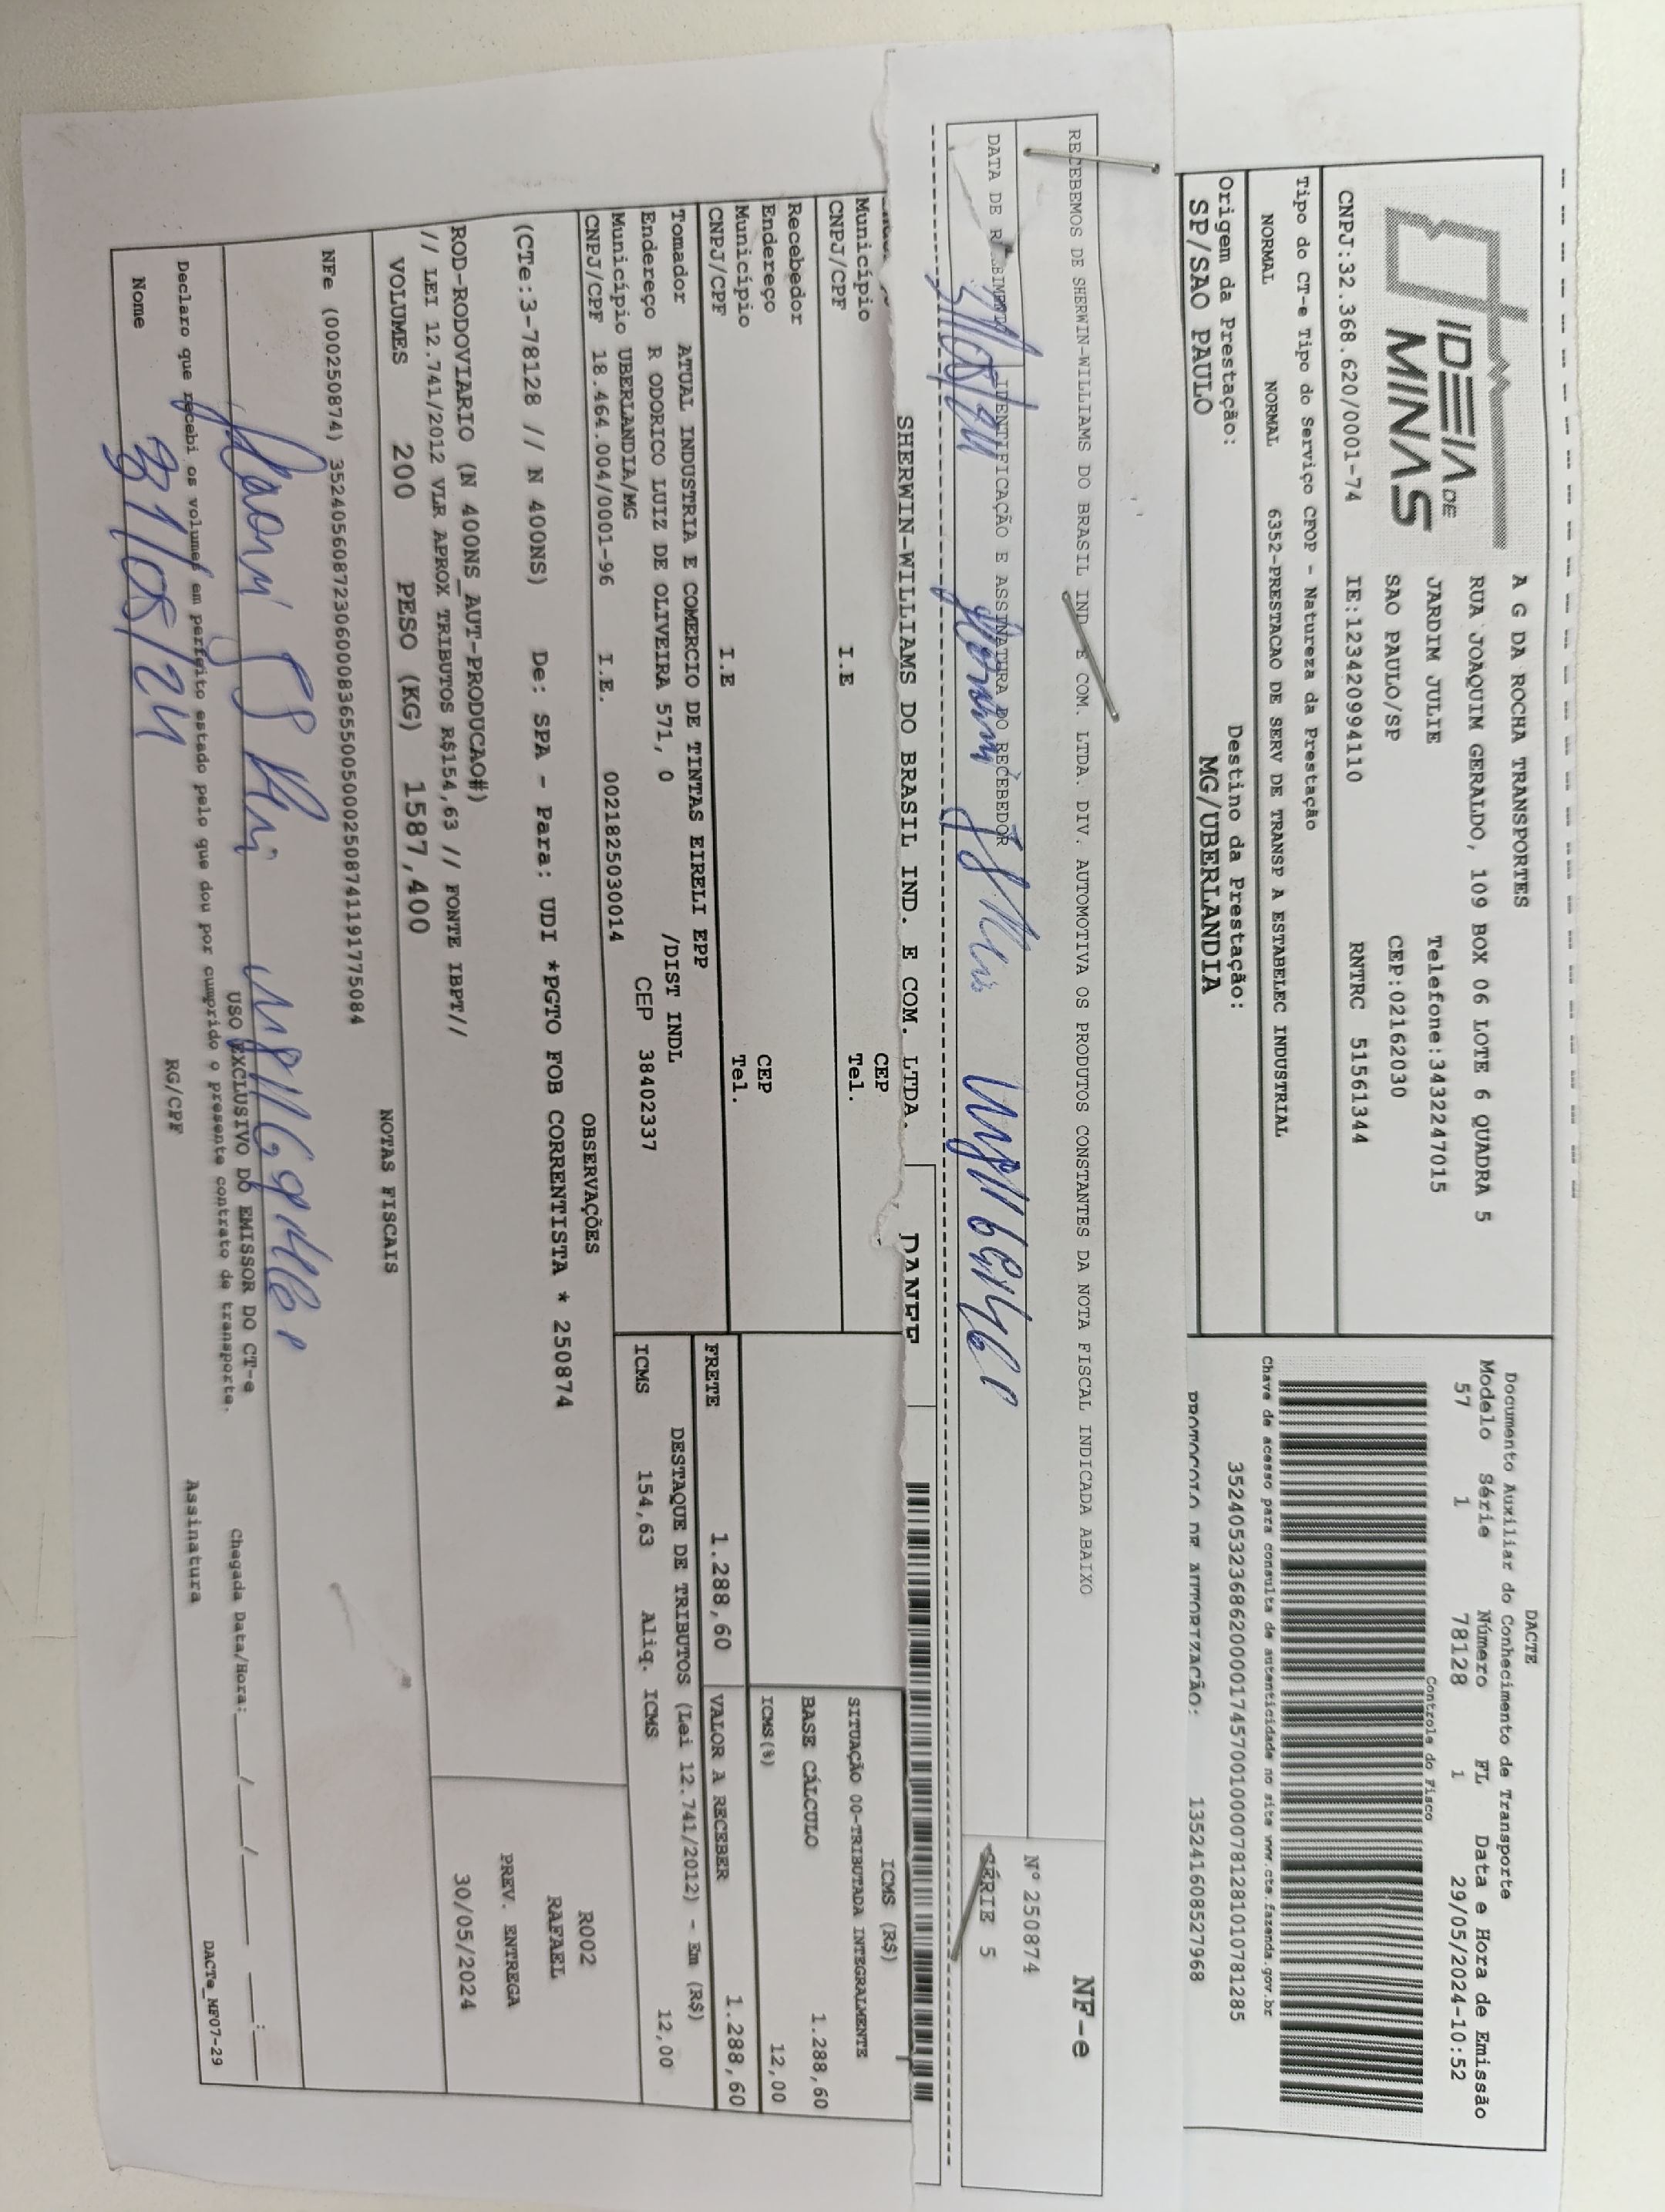 IDEIA DE
MINAS
A G DA ROCHA TRANSPORTES
RUA JOAQUIM GERALDO, 109 BOX 06 LOTE 6 QUADRA 5
JARDIM JULIE Telefone:3432247015
SAO PAULO/SP CEP:02162030
CNPJ:32.368.620/0001-74 IE:123420994110 RNTRC 51561344
Tipo do CT-e Tipo do Serviço CFOP - Natureza da Prestação
NORMAL NORMAL 6352-PRESTACAO DE SERV DE TRANSP A ESTABELEC INDUSTRIAL
Origem da Prestação: Destino da Prestação:
SP/SAO PAULO MG/UBERLANDIA
DACTE
Documento Auxiliar do Conhecimento de Transporte
Modelo Série Número FL Data e Hora de Emissão
57 1 78128 1 29/05/2024-10:52
Controle do Fisco
Chave de acesso para consulta de autenticidade no site www.cte.fazenda.gov.br
35240532368620000174570010000781281010781285
PROTOCOLO DE AUTORIZAÇÃO: 135241608527968
RECEBEMOS DE SHERWIN-WILLIAMS DO BRASIL IND E COM. LTDA. DIV. AUTOMOTIVA OS PRODUTOS CONSTANTES DA NOTA FISCAL INDICADA ABAIXO
NF-e
DATA DE IDENTIFICAÇÃO E ASSINATURA DO RECEBEDOR
Nº 250874
SÉRIE 5
31/05/24
SHERWIN-WILLIAMS DO BRASIL IND. E COM. LTDA. DANFE
Município CEP
CNPJ/CPF I.E Tel.
Recebedor
Endereço
Município CEP
CNPJ/CPF I.E Tel.
ICMS (R$)
SITUAÇÃO 00-TRIBUTADA INTEGRALMENTE
BASE CÁLCULO 1.288,60
ICMS(%) 12,00
FRETE 1.288,60 VALOR A RECEBER 1.288,60
Tomador ATUAL INDUSTRIA E COMERCIO DE TINTAS EIRELI EPP
Endereço R ODORICO LUIZ DE OLIVEIRA 571, 0 /DIST INDL
Município UBERLANDIA/MG CEP 38402337
CNPJ/CPF 18.464.004/0001-96 I.E. 0021825030014
DESTAQUE DE TRIBUTOS (Lei 12.741/2012) - Em (R$)
ICMS 154,63 Aliq. ICMS 12,00
OBSERVAÇÕES
(CTe:3-78128 // N 400NS) De: SPA - Para: UDI *PGTO FOB CORRENTISTA * 250874
R002
RAFAEL
ROD-RODOVIARIO (N 400NS_AUT-PRODUCAO#)
// LEI 12.741/2012 VLR APROX TRIBUTOS R$154,63 // FONTE IBPT//
PREV. ENTREGA
30/05/2024
VOLUMES 200 PESO (KG) 1587,400
NOTAS FISCAIS
NFe (000250874) 35240560872306000836550050002508741191775084
USO EXCLUSIVO DO EMISSOR DO CT-e
Chegada Data/Hora:___/___/___ __:__
Declaro que recebi os volumes em perfeito estado pelo que dou por cumprido o presente contrato de transporte.
Nome RG/CPF Assinatura
31/05/24
DACTe_MF07-29